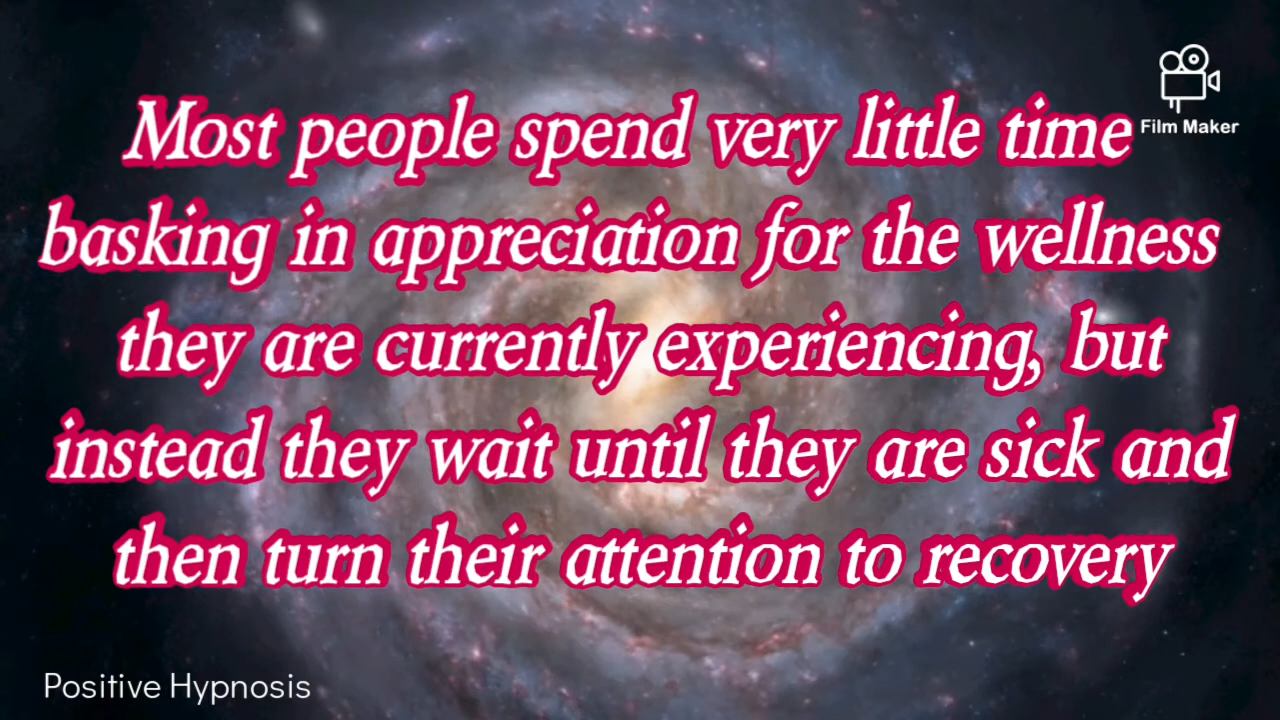 Film Maker
Most people spend very little time
basking in appreciation for the wellness
they are currently experiencing, but
instead they wait until they are sick and
then turn their attention to recovery
Positive Hypnosis